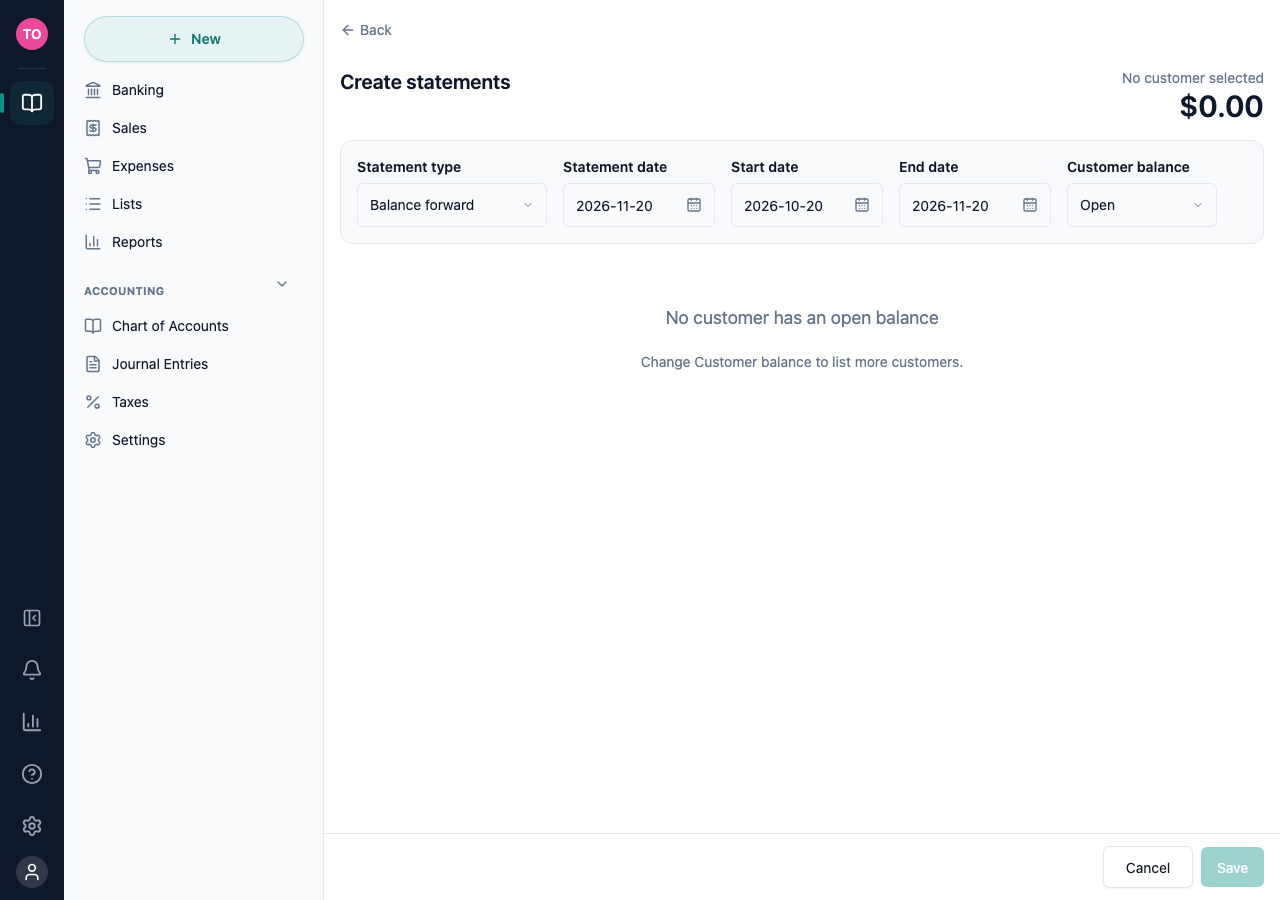 TO
New
Banking
Sales
Expenses
Lists
Reports
ACCOUNTING
Chart of Accounts
Journal Entries
Taxes
Settings
Back
Create statements
No customer selected
$0.00
Statement type
Statement date
Start date
End date
Customer balance
Balance forward
2026-11-20
2026-10-20
2026-11-20
Open
No customer has an open balance
Change Customer balance to list more customers.
Cancel
Save